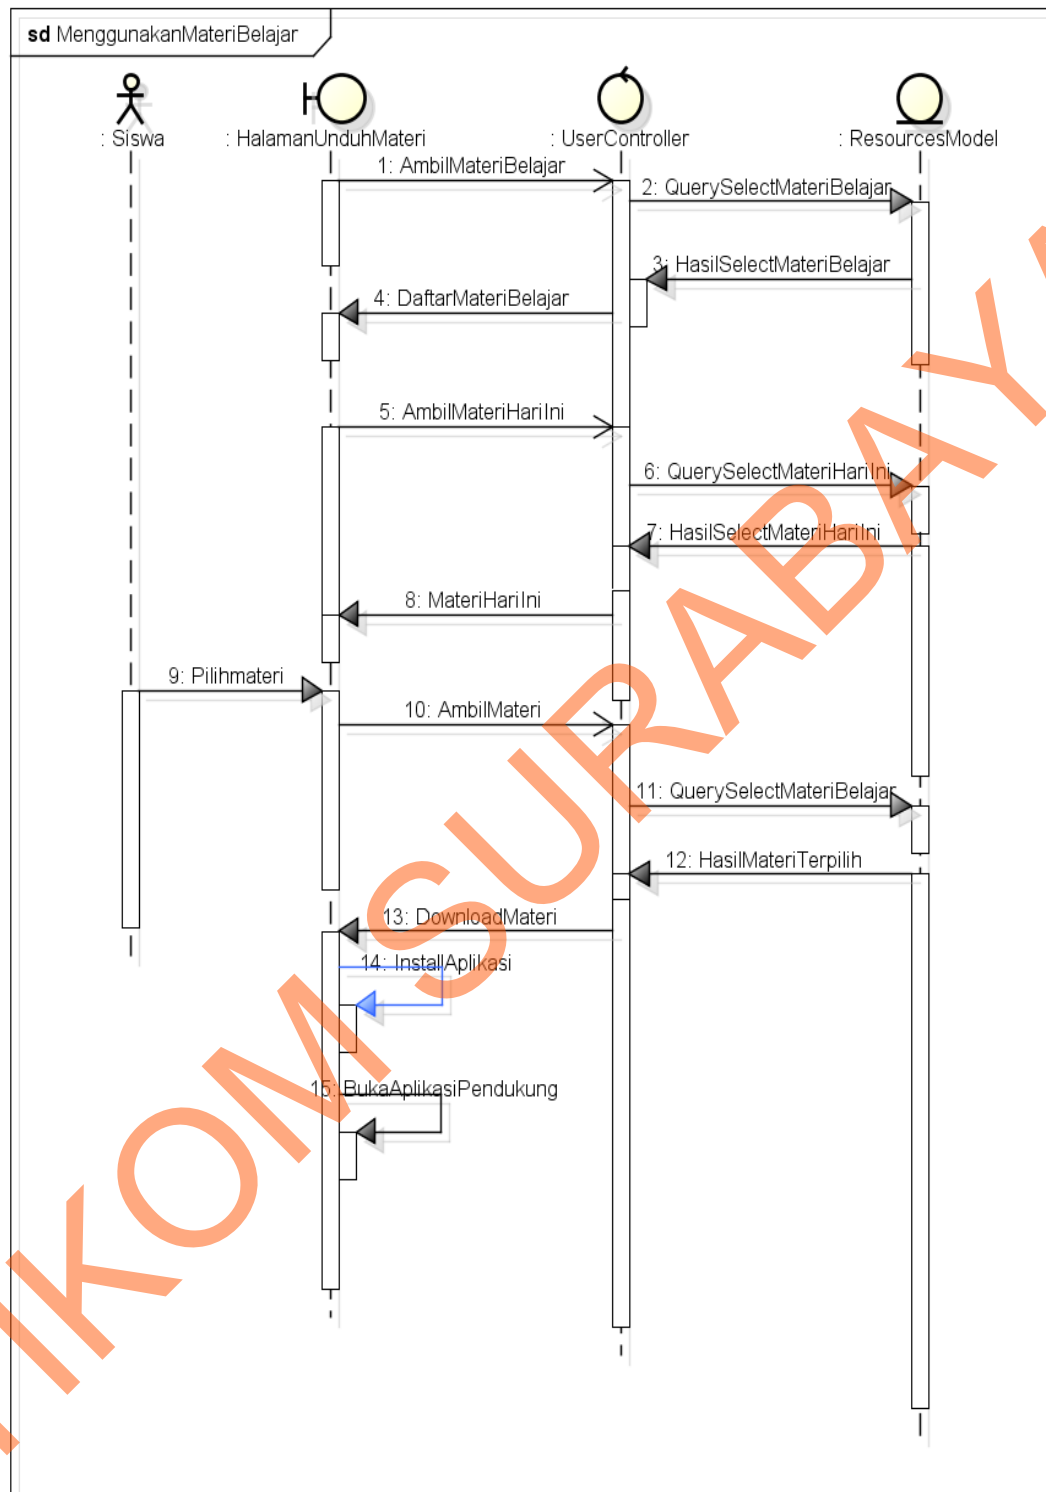 sd MenggunakanMateriBelajar
: Siswa
: HalamanUnduhMateri
: UserController
: ResourcesModel
1: AmbilMateriBelajar
2: QuerySelectMateriBelajar
3: HasilSelectMateriBelajar
4: DaftarMateriBelajar
5: AmbilMateriHariIni
6: QuerySelectMateriHariIni
7: HasilSelectMateriHariIni
8: MateriHariIni
9: Pilihmateri
10: AmbilMateri
11: QuerySelectMateriBelajar
12: HasilMateriTerpilih
13: DownloadMateri
14: InstallAplikasi
15: BukaAplikasiPendukung
IKOM SURABAYA